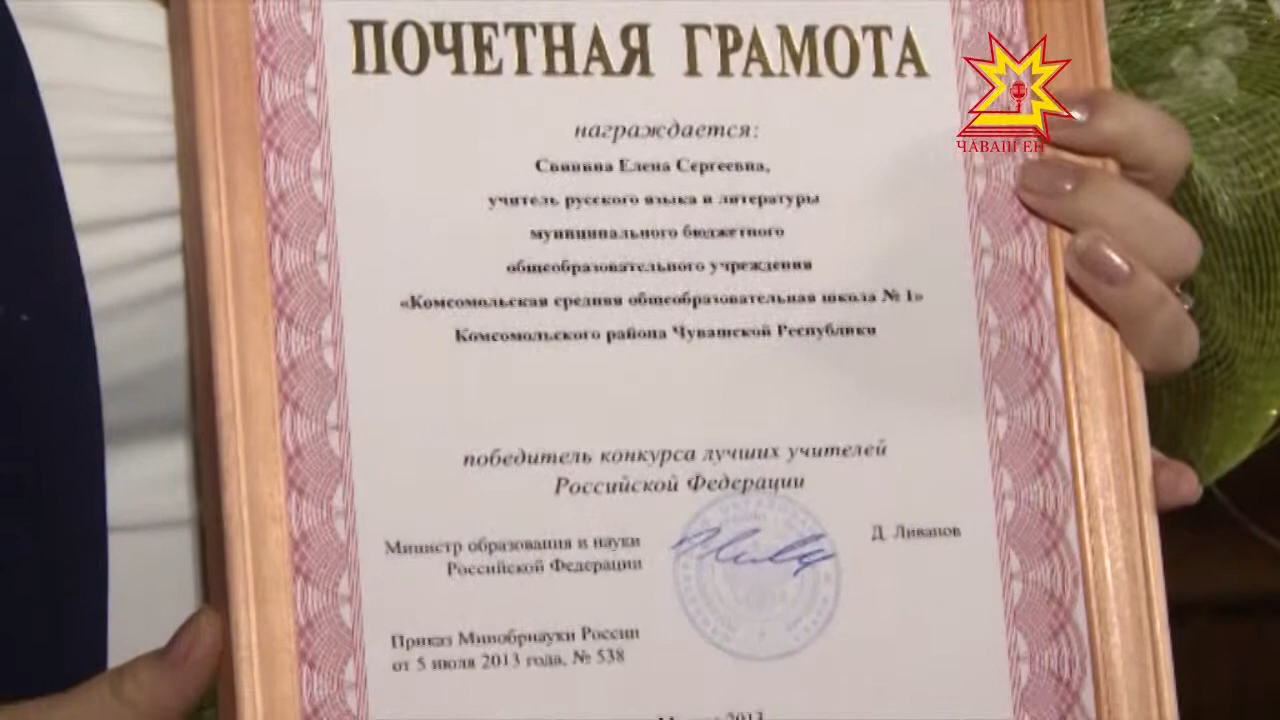 ПОЧЕТНАЯ ГРАМОТА
ЧĂВАШ ЕН
награждается:
Елена Сергеевна,
учитель русского языка и литературы
муниципального бюджетного
общеобразовательного учреждения
«Комсомольская средняя общеобразовательная школа № 1»
Комсомольского района Чувашской Республики
победитель конкурса лучших учителей
Российской Федерации
Министр образования и науки
Российской Федерации
Д. Ливанов
Приказ Минобрнауки России
от 5 июля 2013 года, № 538
2013